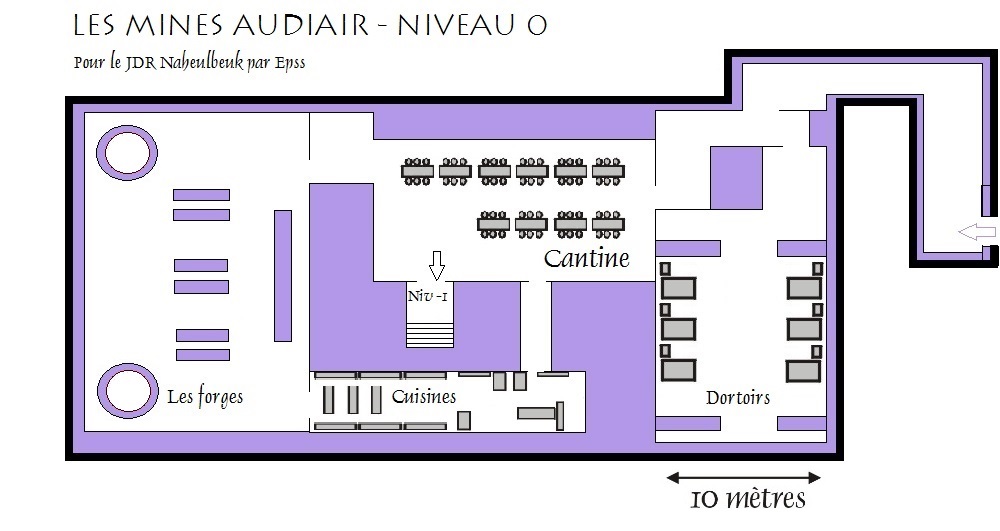 LES MINES AUDIAIR - NIVEAU 0
Pour le JDR Naheulbeuk par Epss
Cantine
Niv -1
Les forges
Cuisines
Dortoirs
10 mètres